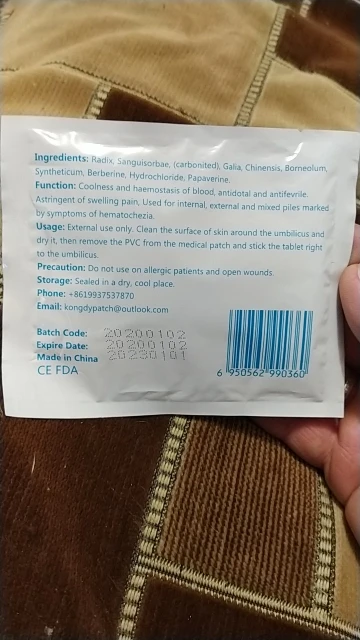 Ingredients: Radix, Sanguisorbae, (carbonited), Galia, Chinensis, Borneolum,
Syntheticum, Berberine, Hydrochloride, Papaverine.
Function: Coolness and haemostasis of blood, antidotal and antifevrile.
Astringent of swelling pain, Used for internal, external and mixed piles marked
by symptoms of hematochezia.
Usage: External use only. Clean the surface of skin around the umbilicus and
dry it, then remove the PVC from the medical patch and stick the tablet right
to the umbilicus.
Precaution: Do not use on allergic patients and open wounds.
Storage: Sealed in a dry, cool place.
Phone: +8619937537870
Email: kongdypatch@outlook.com
Batch Code: 20200102
Expire Date: 20200102
Made in China 20230101
CE FDA
6 950562 990360